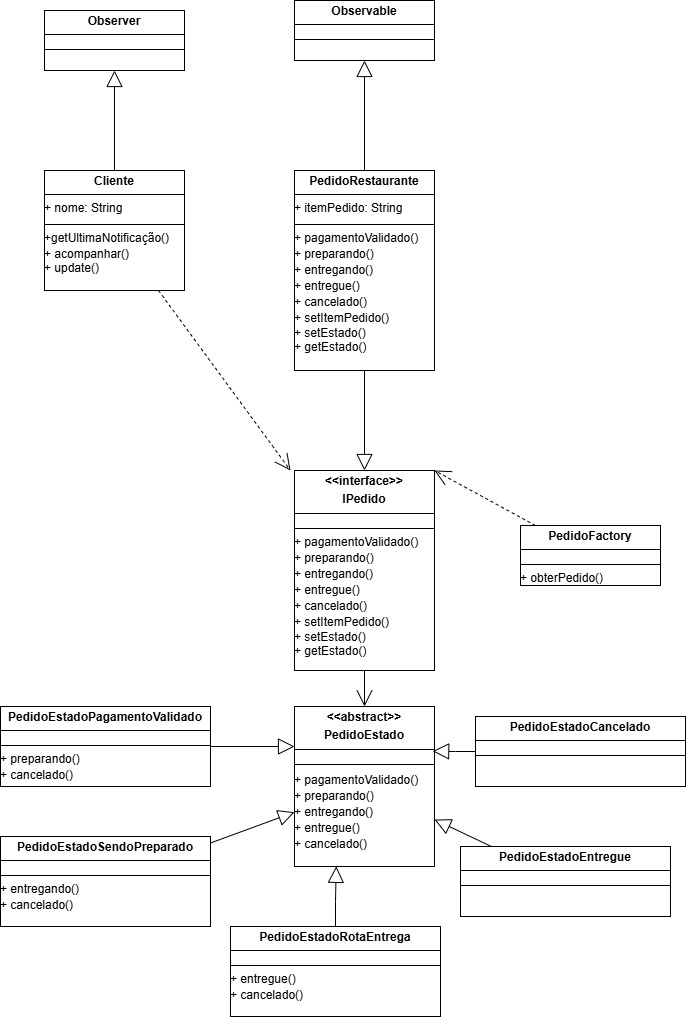 Observer
Observable
Cliente
+ nome: String
+getUltimaNotificação()
+ acompanhar()
+ update()
PedidoRestaurante
+ itemPedido: String
+ pagamentoValidado()
+ preparando()
+ entregando()
+ entregue()
+ cancelado()
+ setItemPedido()
+ setEstado()
+ getEstado()
<<interface>>
IPedido
+ pagamentoValidado()
+ preparando()
+ entregando()
+ entregue()
+ cancelado()
+ setItemPedido()
+ setEstado()
+ getEstado()
PedidoFactory
+ obterPedido()
PedidoEstadoPagamentoValidado
+ preparando()
+ cancelado()
<<abstract>>
PedidoEstado
+ pagamentoValidado()
+ preparando()
+ entregando()
+ entregue()
+ cancelado()
PedidoEstadoCancelado
PedidoEstadoSendoPreparado
+ entregando()
+ cancelado()
PedidoEstadoEntregue
PedidoEstadoRotaEntrega
+ entregue()
+ cancelado()